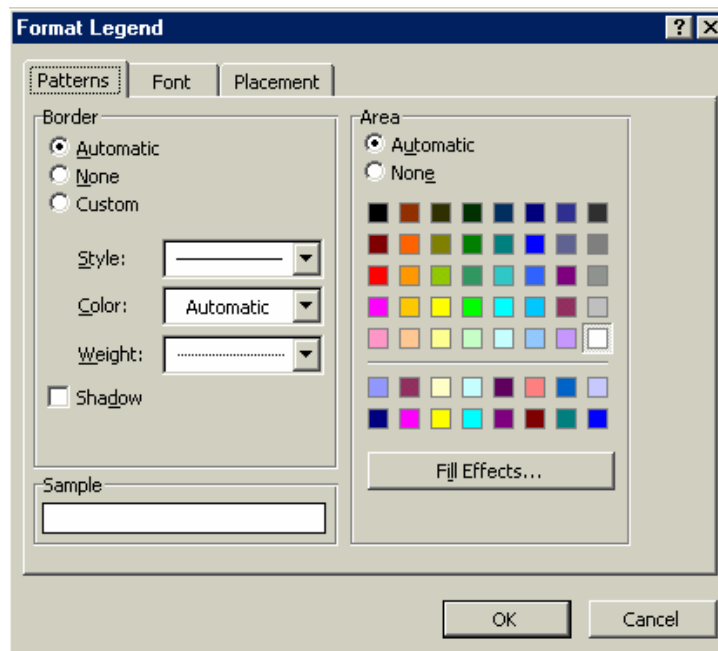 Format Legend
Patterns Font Placement
Border
Automatic
None
Custom
Style:
Color: Automatic
Weight:
Shadow
Sample
Area
Automatic
None
Fill Effects...
OK Cancel